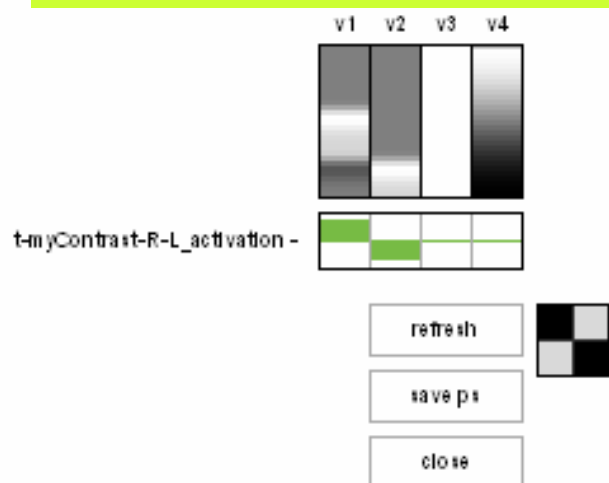 v1 v2 v3 v4
t-myContrast-R-L_activation -
refresh
save ps
close